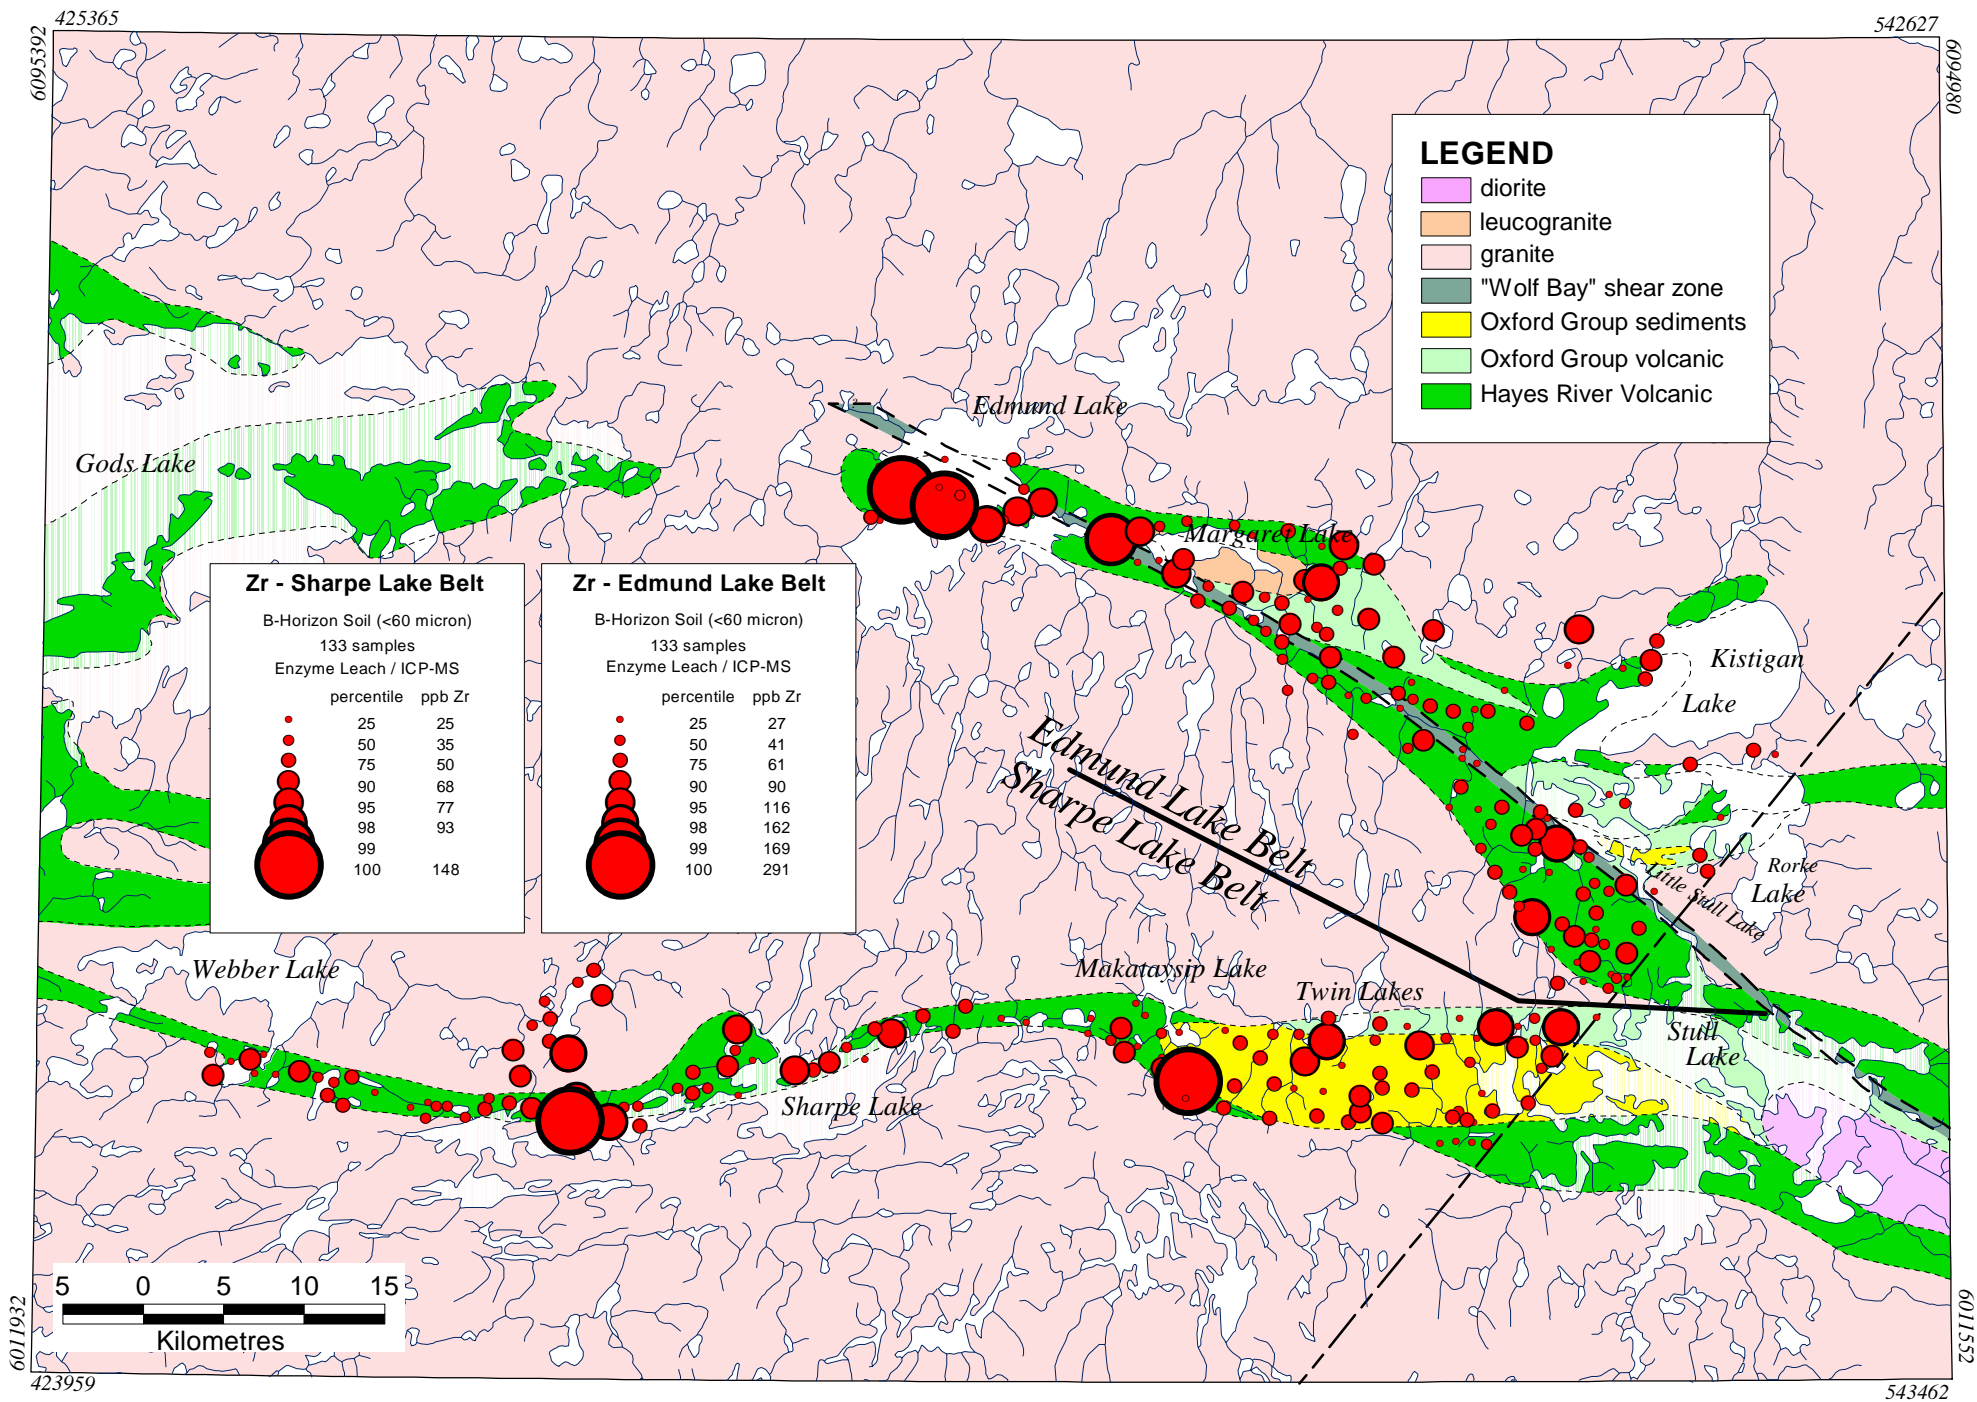 425365
542627
6095392
6094980
LEGEND
diorite
leucogranite
granite
"Wolf Bay" shear zone
Oxford Group sediments
Oxford Group volcanic
Hayes River Volcanic
Edmund Lake
Gods Lake
Margaret Lake
Zr - Sharpe Lake Belt
B-Horizon Soil (<60 micron)
133 samples
Enzyme Leach / ICP-MS
percentile ppb Zr
25 25
50 35
75 50
90 68
95 77
98 93
99
100 148
Zr - Edmund Lake Belt
B-Horizon Soil (<60 micron)
133 samples
Enzyme Leach / ICP-MS
percentile ppb Zr
25 27
50 41
75 61
90 90
95 116
98 162
99 169
100 291
Kistigan
Lake
Edmund Lake Belt
Sharpe Lake Belt
Rorke
Lake
Little Stull Lake
Webber Lake
Makataysip Lake
Twin Lakes
Stull
Lake
Sharpe Lake
5 0 5 10 15
Kilometres
6011932
6011552
423959
543462